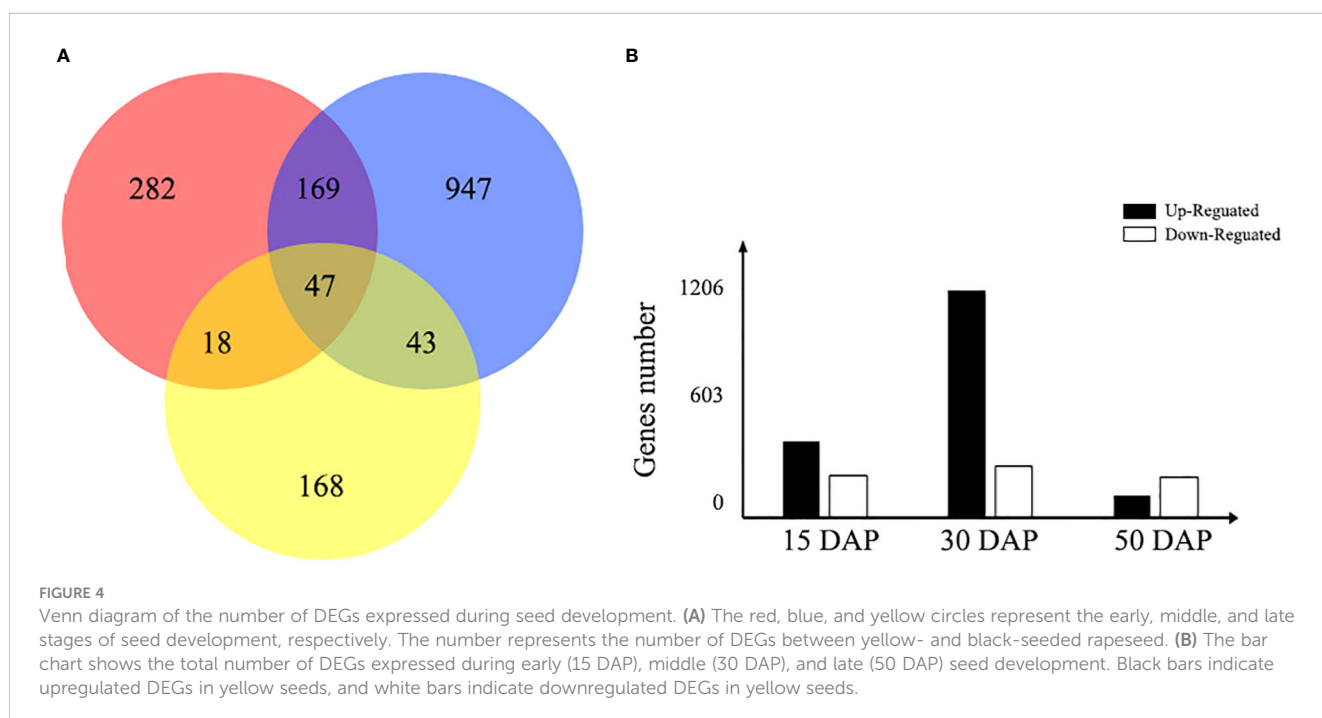 A
282
169
947
47
18
43
168
B
Up-Reguated
Down-Reguated
Genes number
1206
603
0
15 DAP
30 DAP
50 DAP
FIGURE 4
Venn diagram of the number of DEGs expressed during seed development. (A) The red, blue, and yellow circles represent the early, middle, and late
stages of seed development, respectively. The number represents the number of DEGs between yellow- and black-seeded rapeseed. (B) The bar
chart shows the total number of DEGs expressed during early (15 DAP), middle (30 DAP), and late (50 DAP) seed development. Black bars indicate
upregulated DEGs in yellow seeds, and white bars indicate downregulated DEGs in yellow seeds.